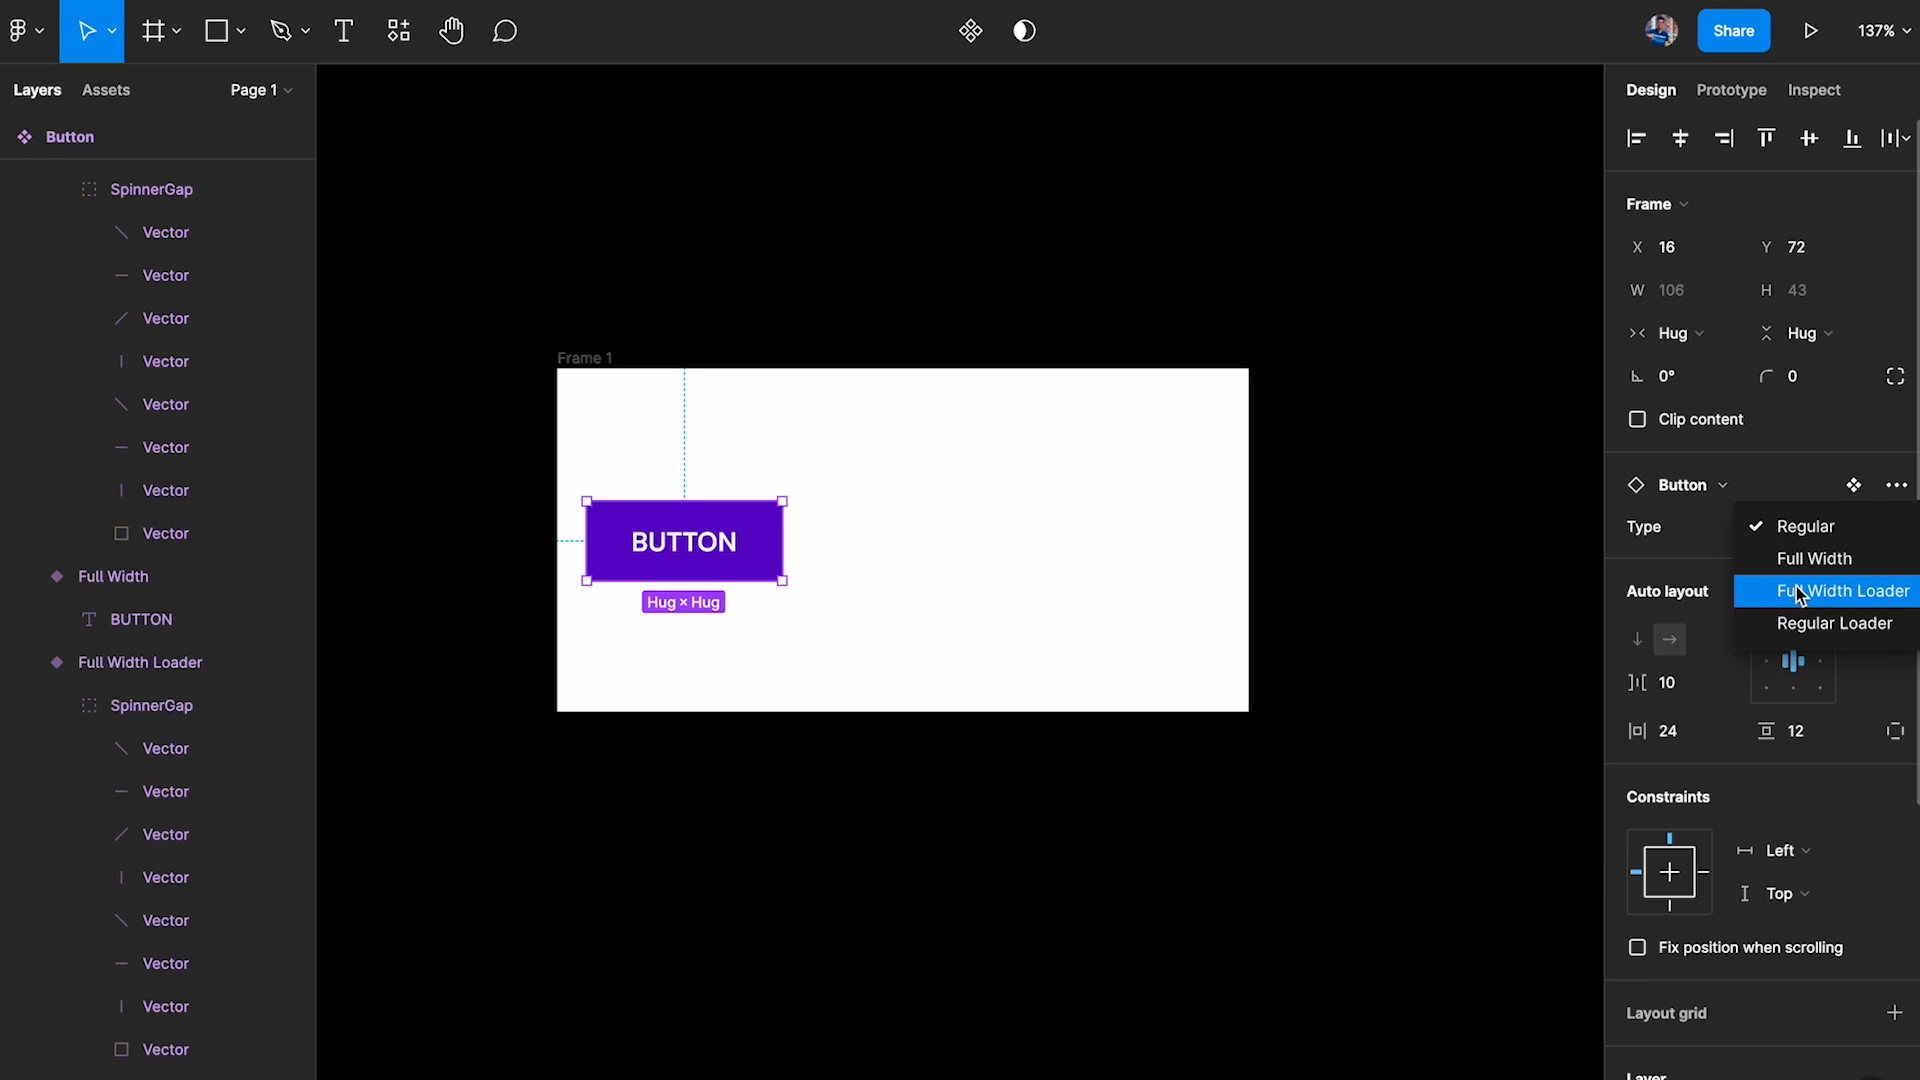 Share
137%
Layers
Assets
Page 1
Button
SpinnerGap
Vector
Vector
Vector
Vector
Vector
Vector
Vector
Vector
Full Width
BUTTON
Full Width Loader
SpinnerGap
Vector
Vector
Vector
Vector
Vector
Vector
Vector
Vector
Frame 1
BUTTON
Hug × Hug
Design
Prototype
Inspect
Frame
X 16
Y 72
W 106
H 43
Hug
Hug
0°
0
Clip content
Button
Type
Regular
Full Width
Full Width Loader
Regular Loader
Auto layout
10
24
12
Constraints
Left
Top
Fix position when scrolling
Layout grid
Layer